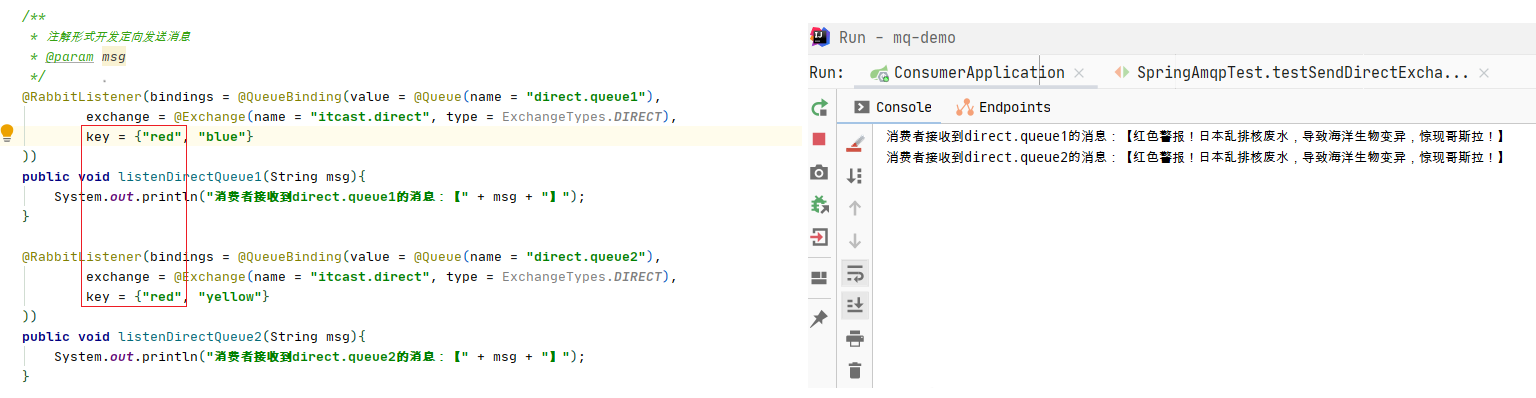 /**
 * 注解形式开发定向发送消息
 * @param msg
 */
@RabbitListener(bindings = @QueueBinding(value = @Queue(name = "direct.queue1"),
        exchange = @Exchange(name = "itcast.direct", type = ExchangeTypes.DIRECT),
        key = {"red", "blue"}
))
public void listenDirectQueue1(String msg){
    System.out.println("消费者接收到direct.queue1的消息：【" + msg + "】");
}
@RabbitListener(bindings = @QueueBinding(value = @Queue(name = "direct.queue2"),
        exchange = @Exchange(name = "itcast.direct", type = ExchangeTypes.DIRECT),
        key = {"red", "yellow"}
))
public void listenDirectQueue2(String msg){
    System.out.println("消费者接收到direct.queue2的消息：【" + msg + "】");
}
Run - mq-demo
Run: ConsumerApplication SpringAmqpTest.testSendDirectExcha...
Console Endpoints
消费者接收到direct.queue1的消息：【红色警报！日本乱排核废水，导致海洋生物变异，惊现哥斯拉！】
消费者接收到direct.queue2的消息：【红色警报！日本乱排核废水，导致海洋生物变异，惊现哥斯拉！】